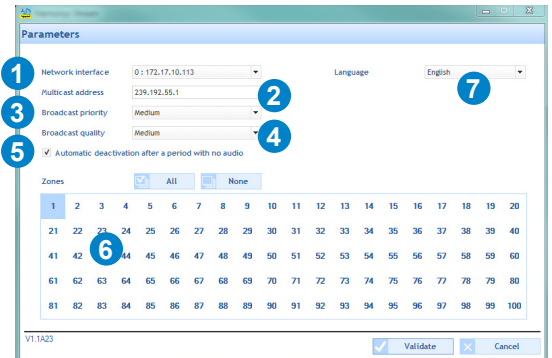 Parameters
1 Network interface 0 : 172.17.10.113 Language English
Multicast address 239.192.55.1 2 7
3 Broadcast priority Medium
Broadcast quality Medium 4
5 Automatic deactivation after a period with no audio
Zones All None
1 2 3 4 5 6 7 8 9 10 11 12 13 14 15 16 17 18 19 20
21 22 23 24 25 26 27 28 29 30 31 32 33 34 35 36 37 38 39 40
41 42 6 44 45 46 47 48 49 50 51 52 53 54 55 56 57 58 59 60
61 62 63 64 65 66 67 68 69 70 71 72 73 74 75 76 77 78 79 80
81 82 83 84 85 86 87 88 89 90 91 92 93 94 95 96 97 98 99 100
V1.1A23
Validate Cancel